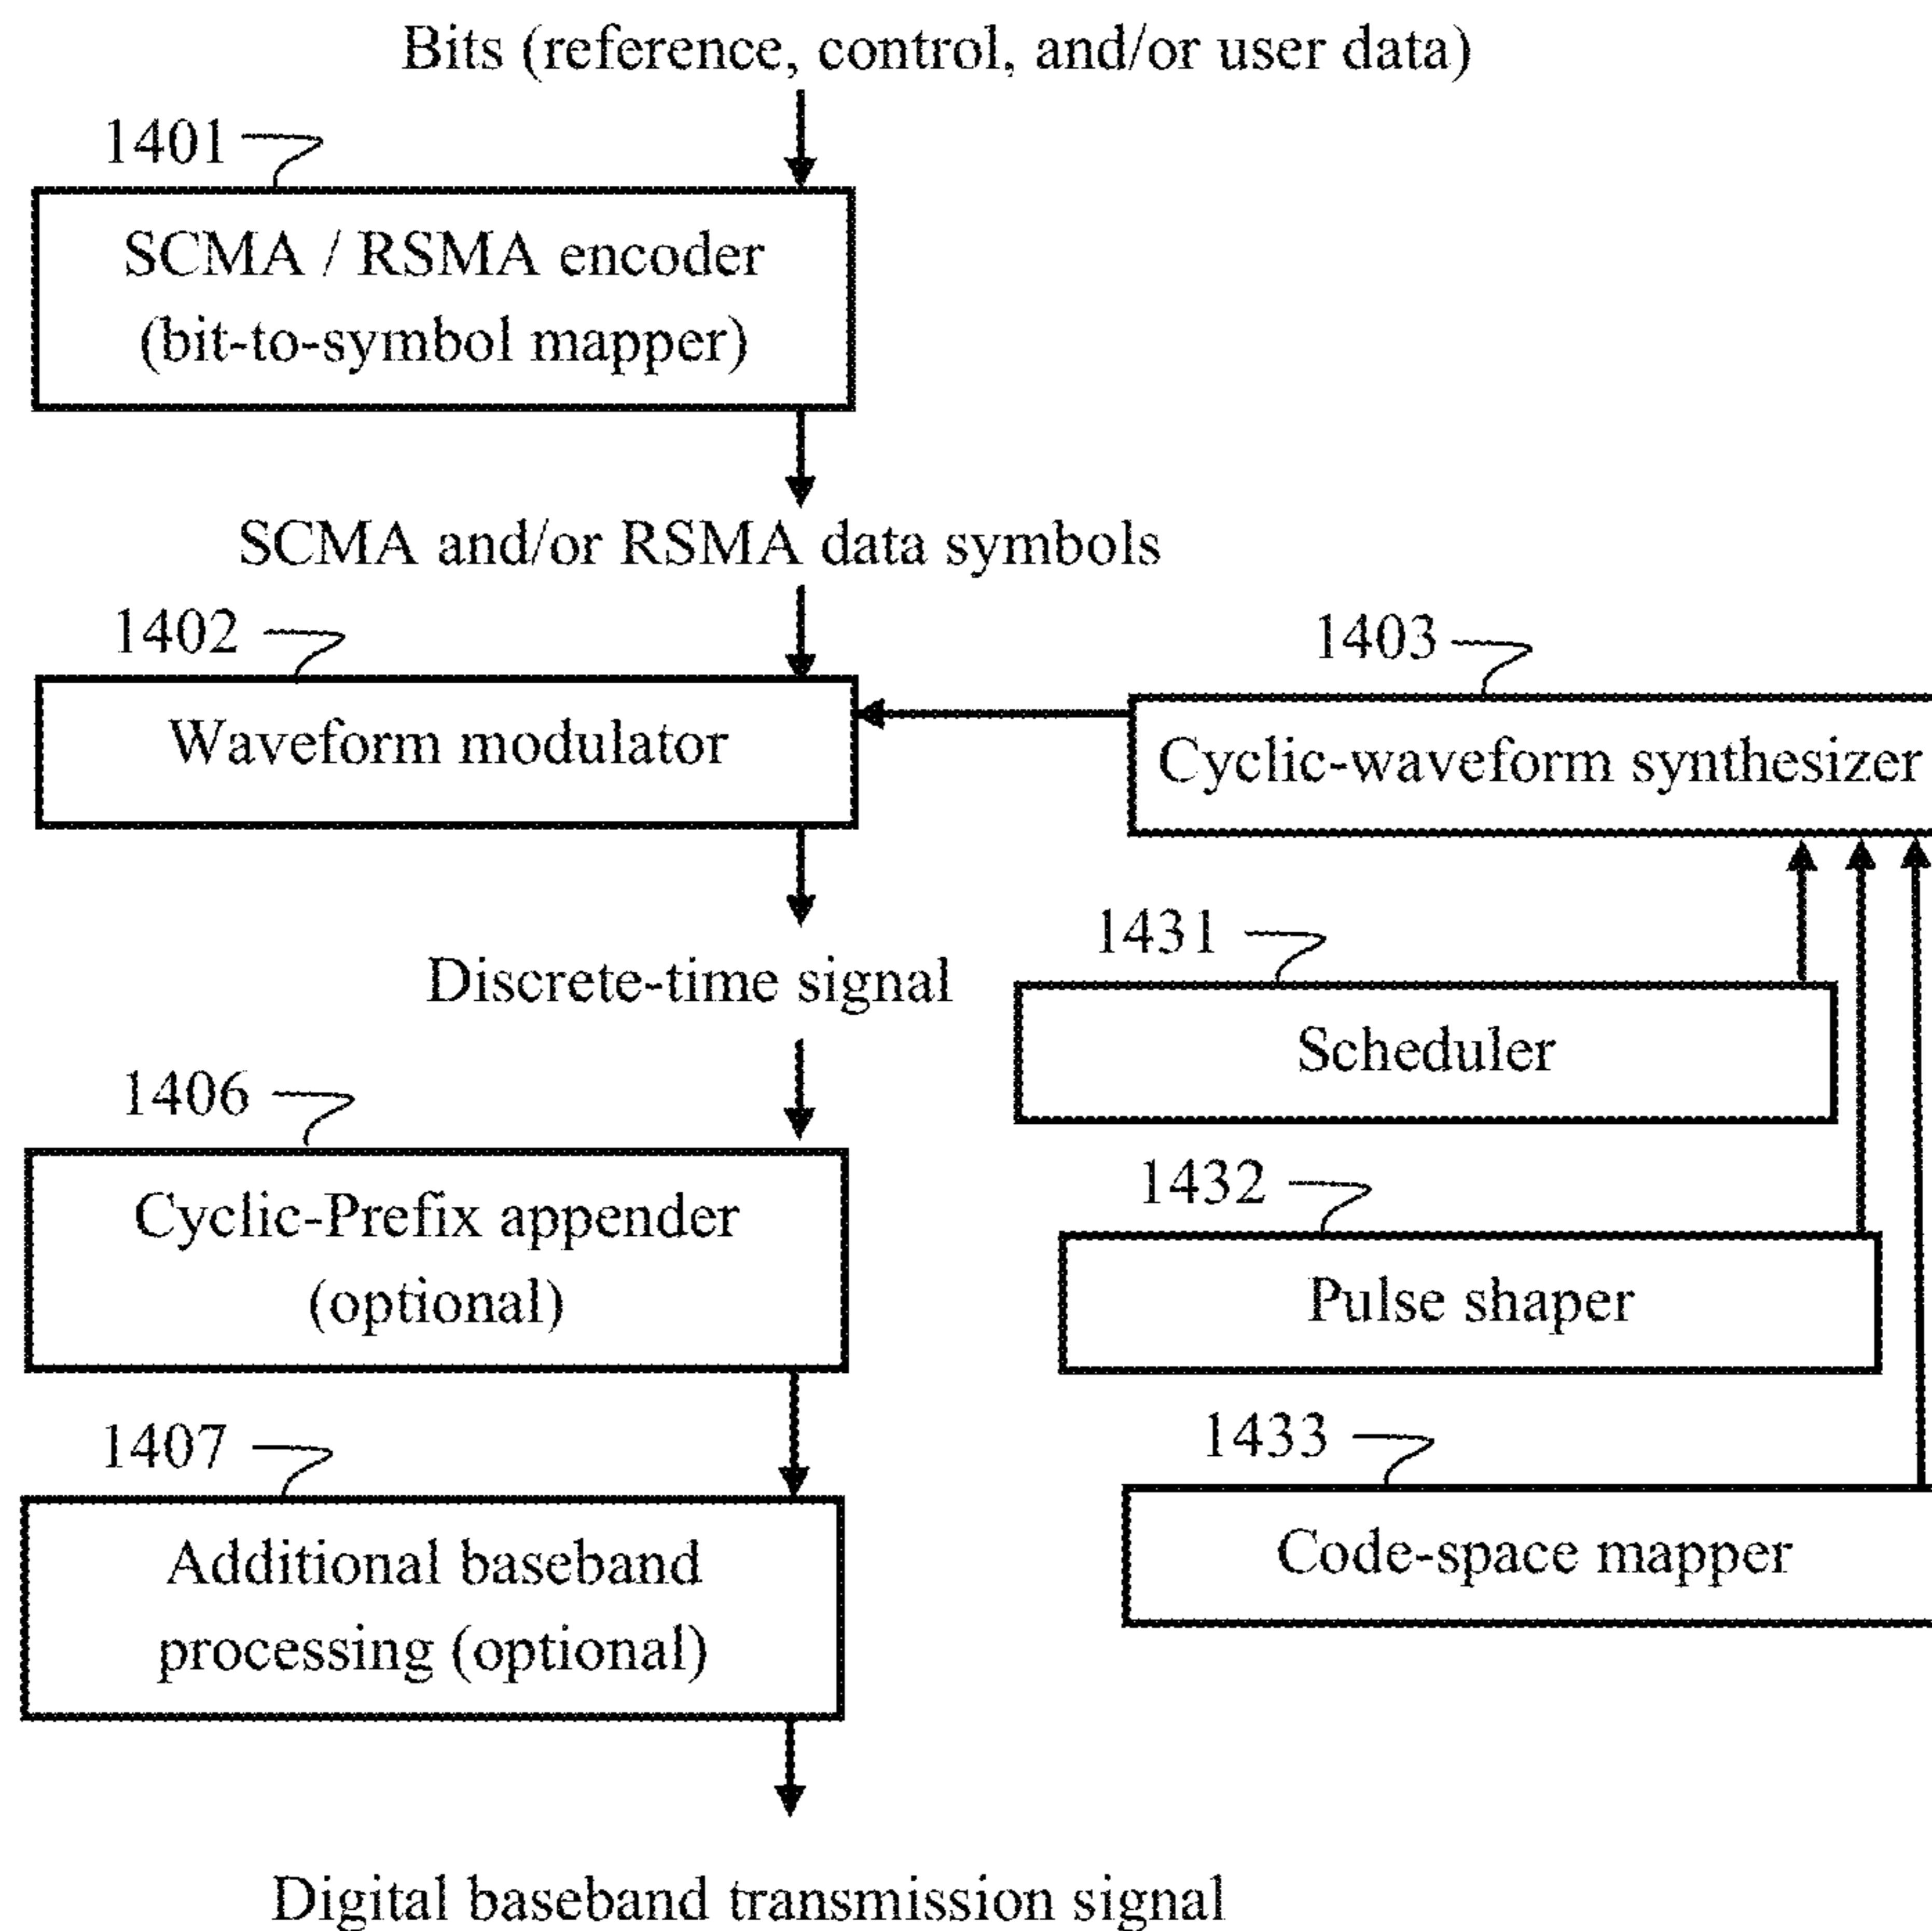 Bits (reference, control, and/or user data)
1401
SCMA / RSMA encoder
(bit-to-symbol mapper)
SCMA and/or RSMA data symbols
1402
Waveform modulator
1403
Cyclic-waveform synthesizer
Discrete-time signal
1431
Scheduler
1406
Cyclic-Prefix appender
(optional)
1432
Pulse shaper
1407
Additional baseband
processing (optional)
1433
Code-space mapper
Digital baseband transmission signal